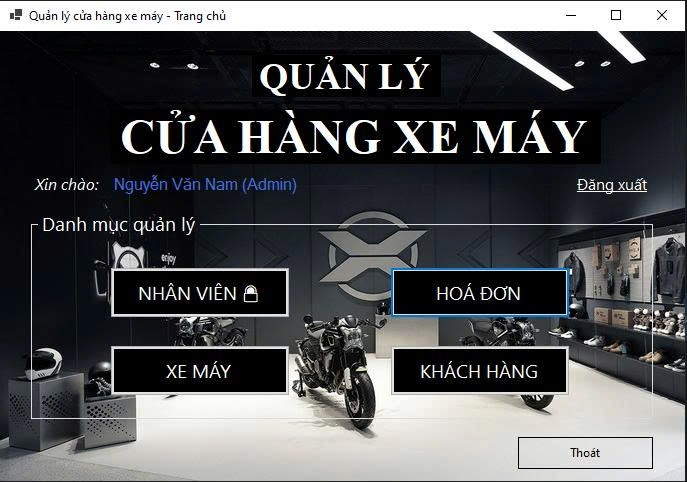 Quản lý cửa hàng xe máy - Trang chủ
QUẢN LÝ
CỬA HÀNG XE MÁY
Xin chào: Nguyễn Văn Nam (Admin)
Đăng xuất
Danh mục quản lý
enjoy
NHÂN VIÊN
HOÁ ĐƠN
XE MÁY
KHÁCH HÀNG
Thoát